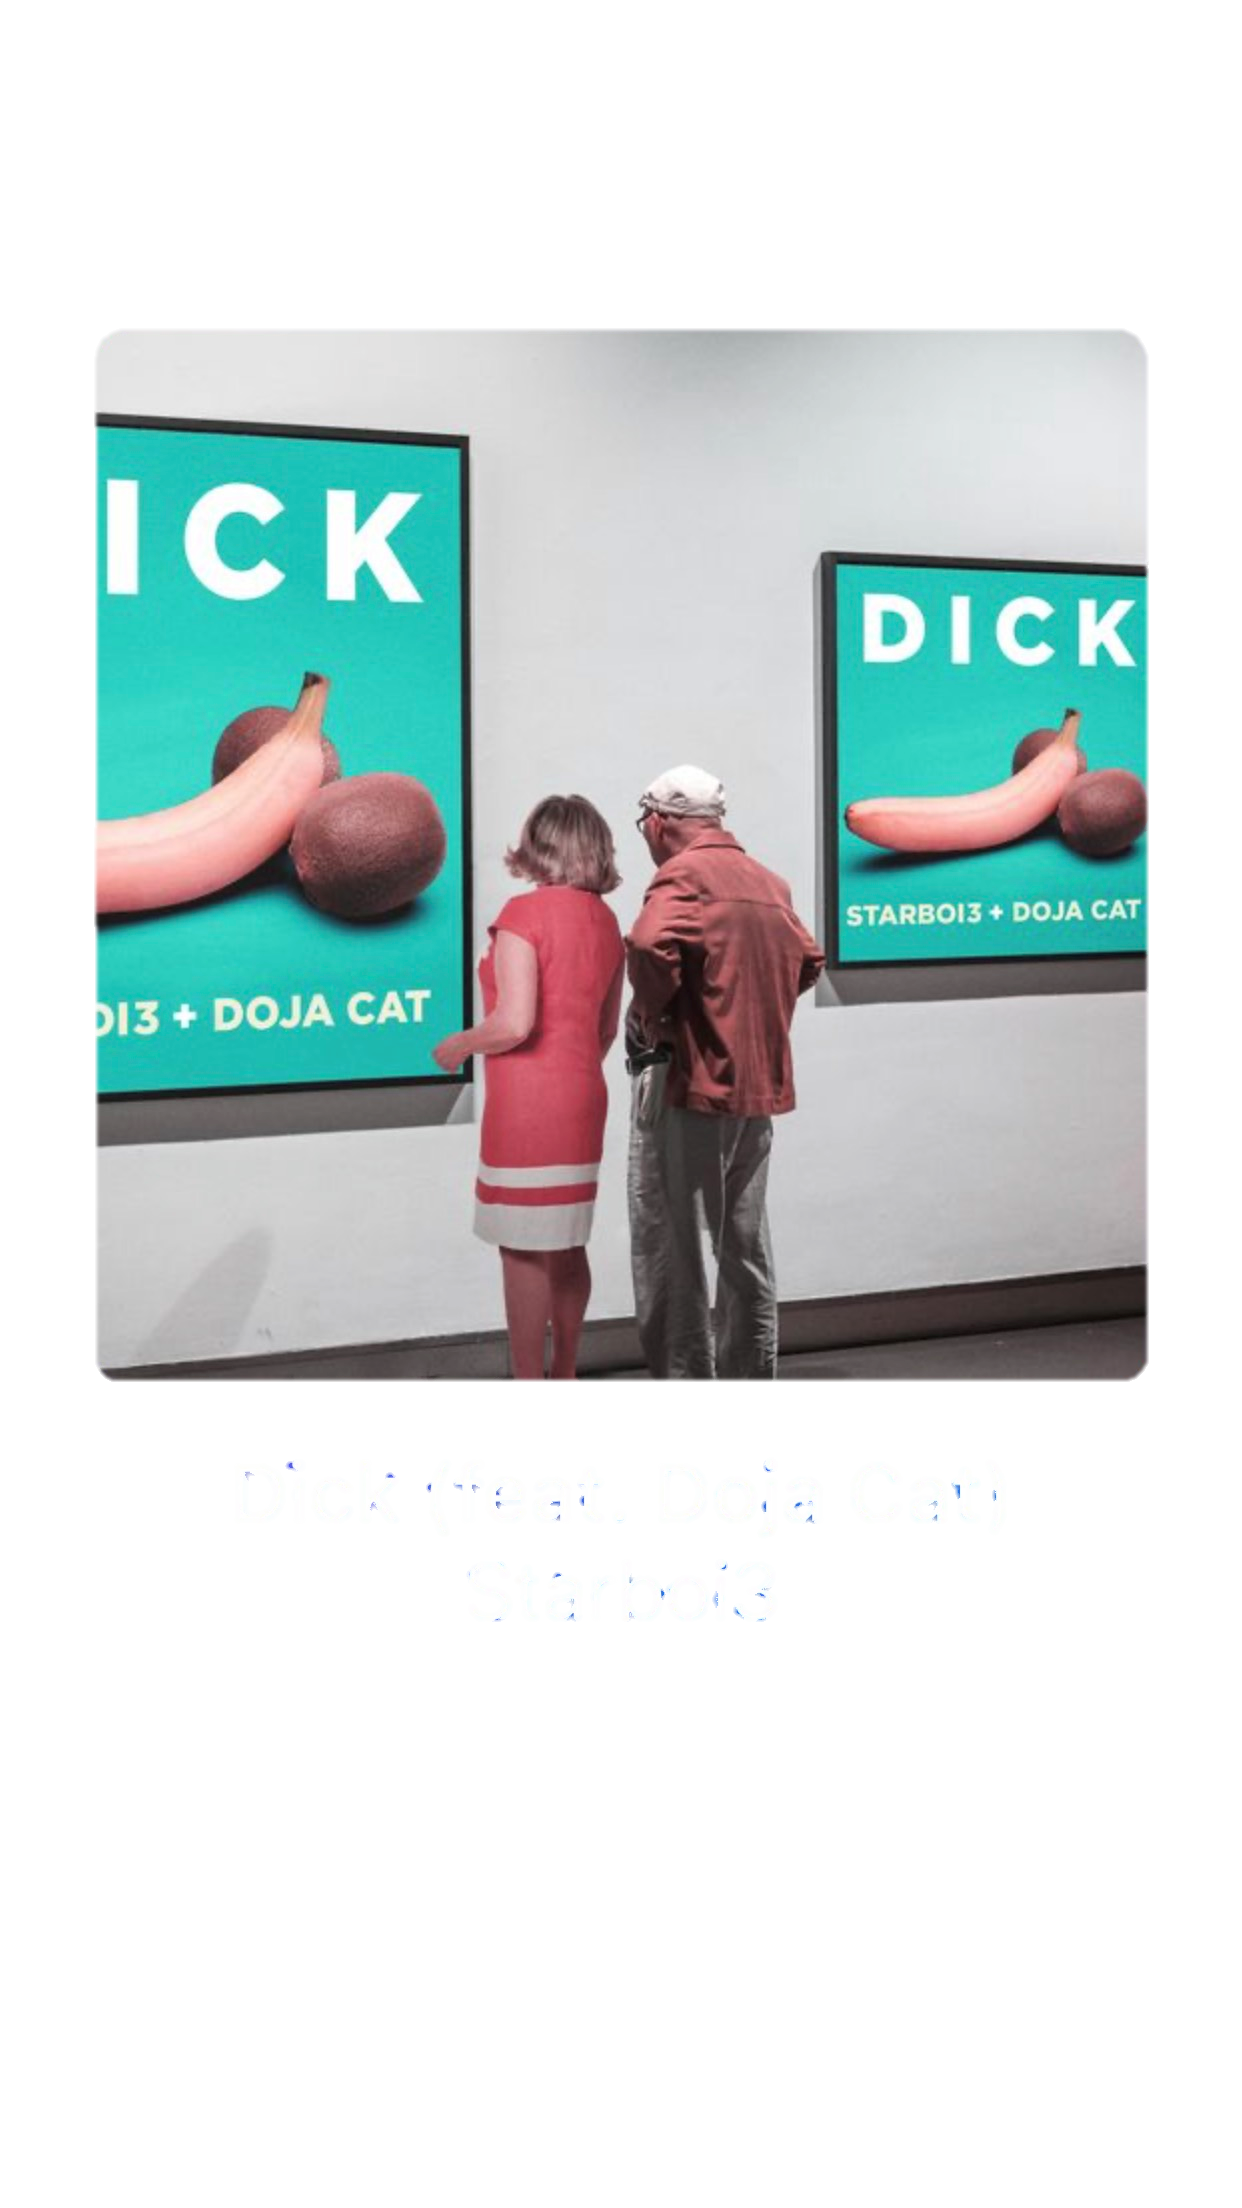 ICK
OI3 + DOJA CAT
DICK
STARBOI3 + DOJA CAT
Dick (feat. Doja Cat)
Starboi3